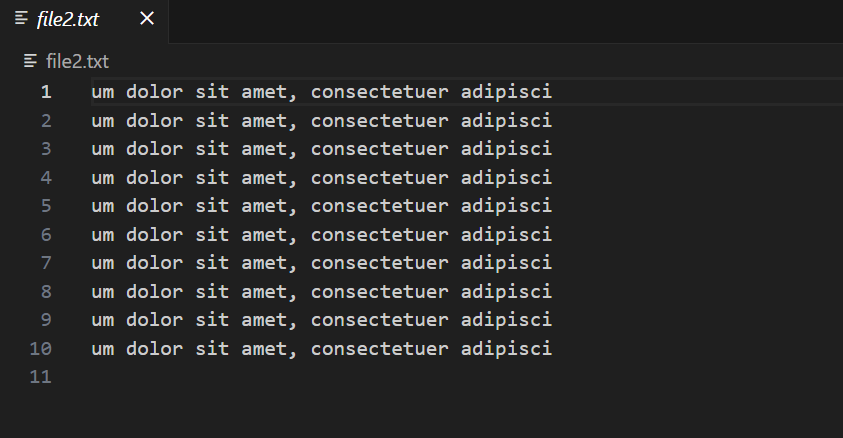 file2.txt
file2.txt
1 um dolor sit amet, consectetuer adipisci
2 um dolor sit amet, consectetuer adipisci
3 um dolor sit amet, consectetuer adipisci
4 um dolor sit amet, consectetuer adipisci
5 um dolor sit amet, consectetuer adipisci
6 um dolor sit amet, consectetuer adipisci
7 um dolor sit amet, consectetuer adipisci
8 um dolor sit amet, consectetuer adipisci
9 um dolor sit amet, consectetuer adipisci
10 um dolor sit amet, consectetuer adipisci
11